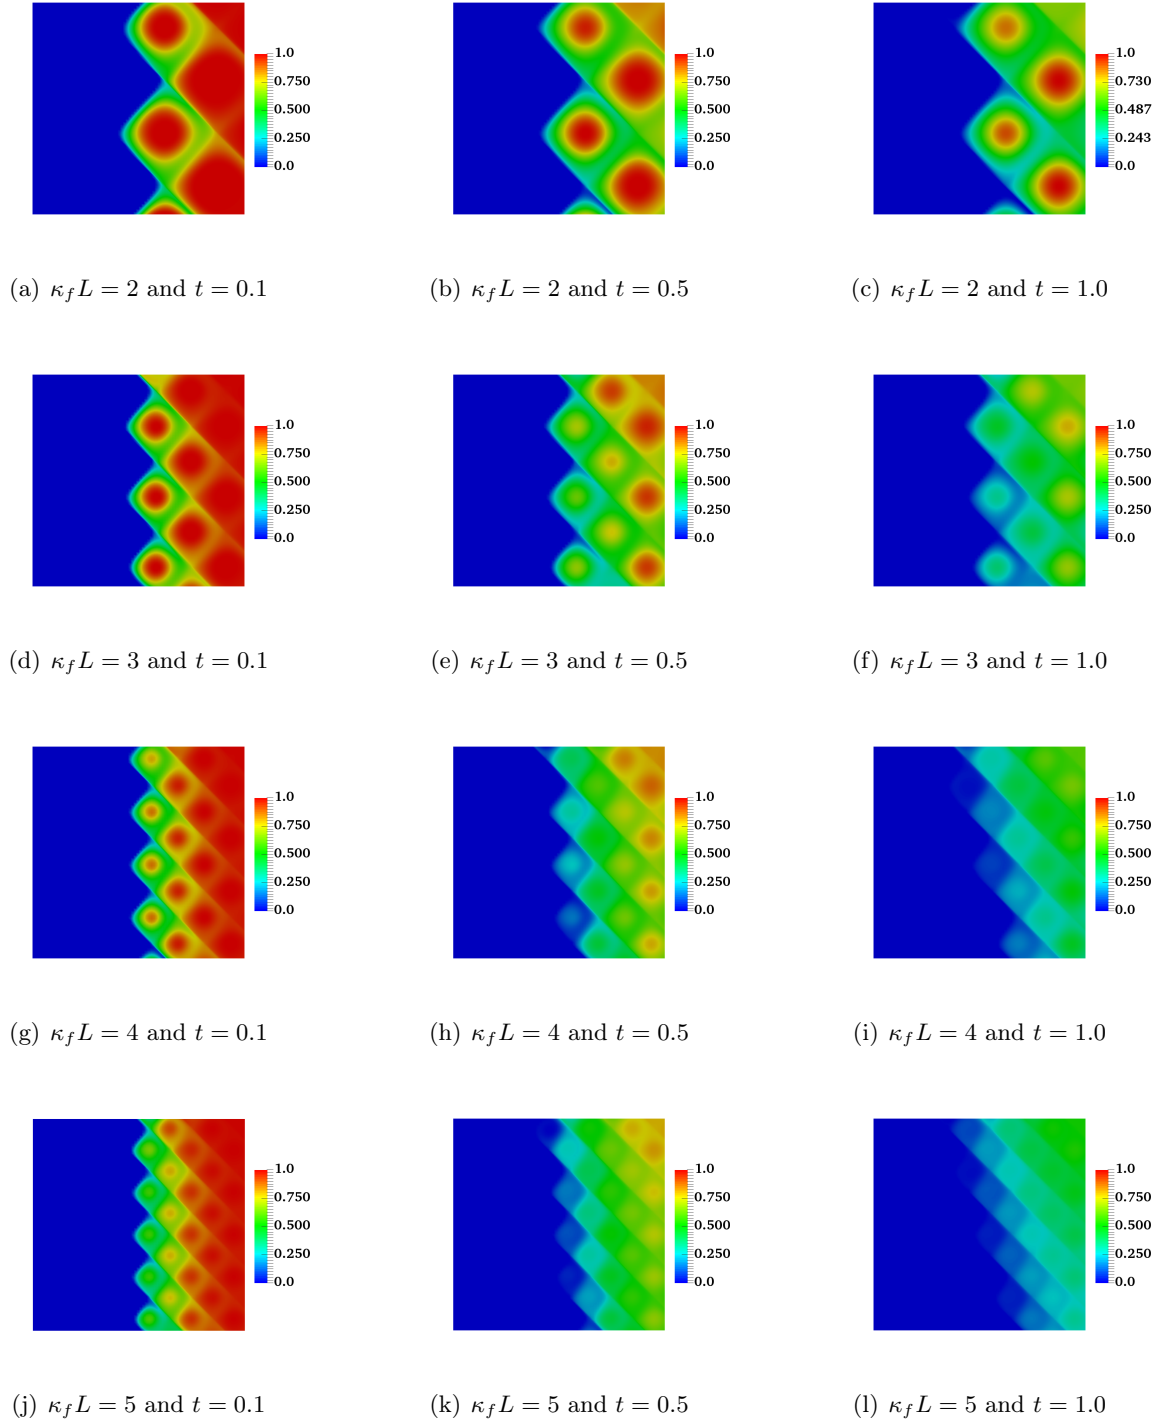 1.0 1.0 1.0
0.750 0.750 0.730
0.500 0.500 0.487
0.250 0.250 0.243
0.0 0.0 0.0
(a) κ_f L = 2 and t = 0.1 (b) κ_f L = 2 and t = 0.5 (c) κ_f L = 2 and t = 1.0
1.0 1.0 1.0
0.750 0.750 0.750
0.500 0.500 0.500
0.250 0.250 0.250
0.0 0.0 0.0
(d) κ_f L = 3 and t = 0.1 (e) κ_f L = 3 and t = 0.5 (f) κ_f L = 3 and t = 1.0
1.0 1.0 1.0
0.750 0.750 0.750
0.500 0.500 0.500
0.250 0.250 0.250
0.0 0.0 0.0
(g) κ_f L = 4 and t = 0.1 (h) κ_f L = 4 and t = 0.5 (i) κ_f L = 4 and t = 1.0
1.0 1.0 1.0
0.750 0.750 0.750
0.500 0.500 0.500
0.250 0.250 0.250
0.0 0.0 0.0
(j) κ_f L = 5 and t = 0.1 (k) κ_f L = 5 and t = 0.5 (l) κ_f L = 5 and t = 1.0